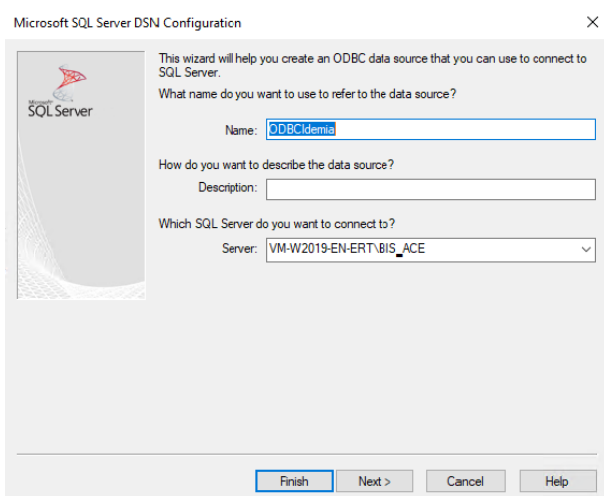 Microsoft SQL Server DSN Configuration
This wizard will help you create an ODBC data source that you can use to connect to
SQL Server.
What name do you want to use to refer to the data source?
Name: ODBCIdemia
How do you want to describe the data source?
Description:
Which SQL Server do you want to connect to?
Server: VM-W2019-EN-ERT\BIS_ACE
Microsoft
SQL Server
Finish Next > Cancel Help